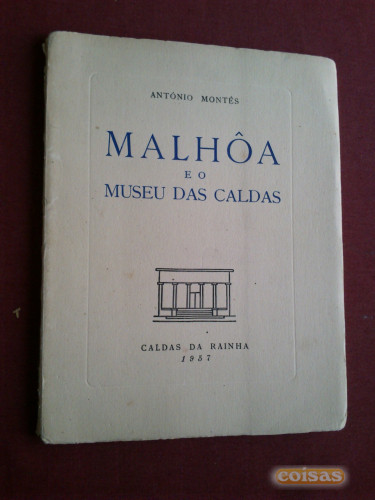 ANTÓNIO MONTÊS
MALHÔA
E O
MUSEU DAS CALDAS
CALDAS DA RAINHA
1957
coisas